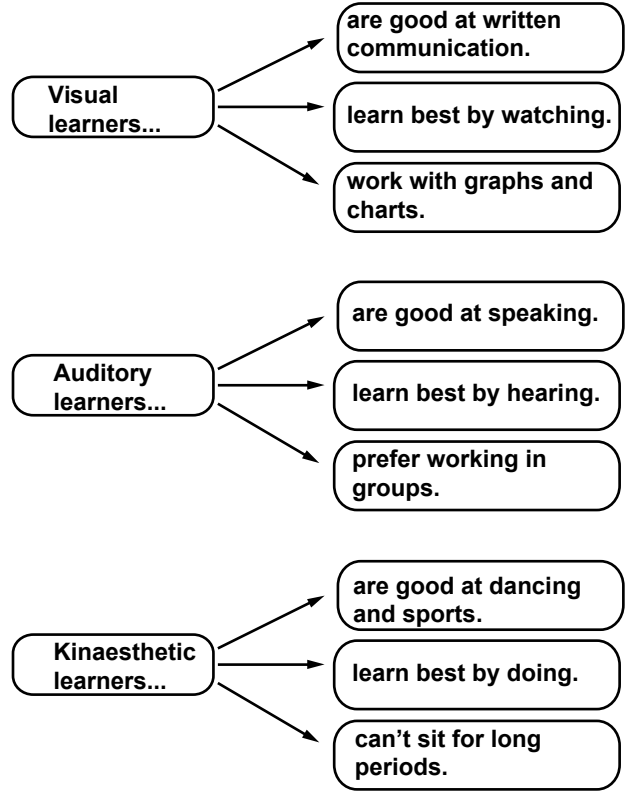 Visual
learners...
are good at written
communication.
learn best by watching.
work with graphs and
charts.
Auditory
learners...
are good at speaking.
learn best by hearing.
prefer working in
groups.
Kinaesthetic
learners...
are good at dancing
and sports.
learn best by doing.
can't sit for long
periods.